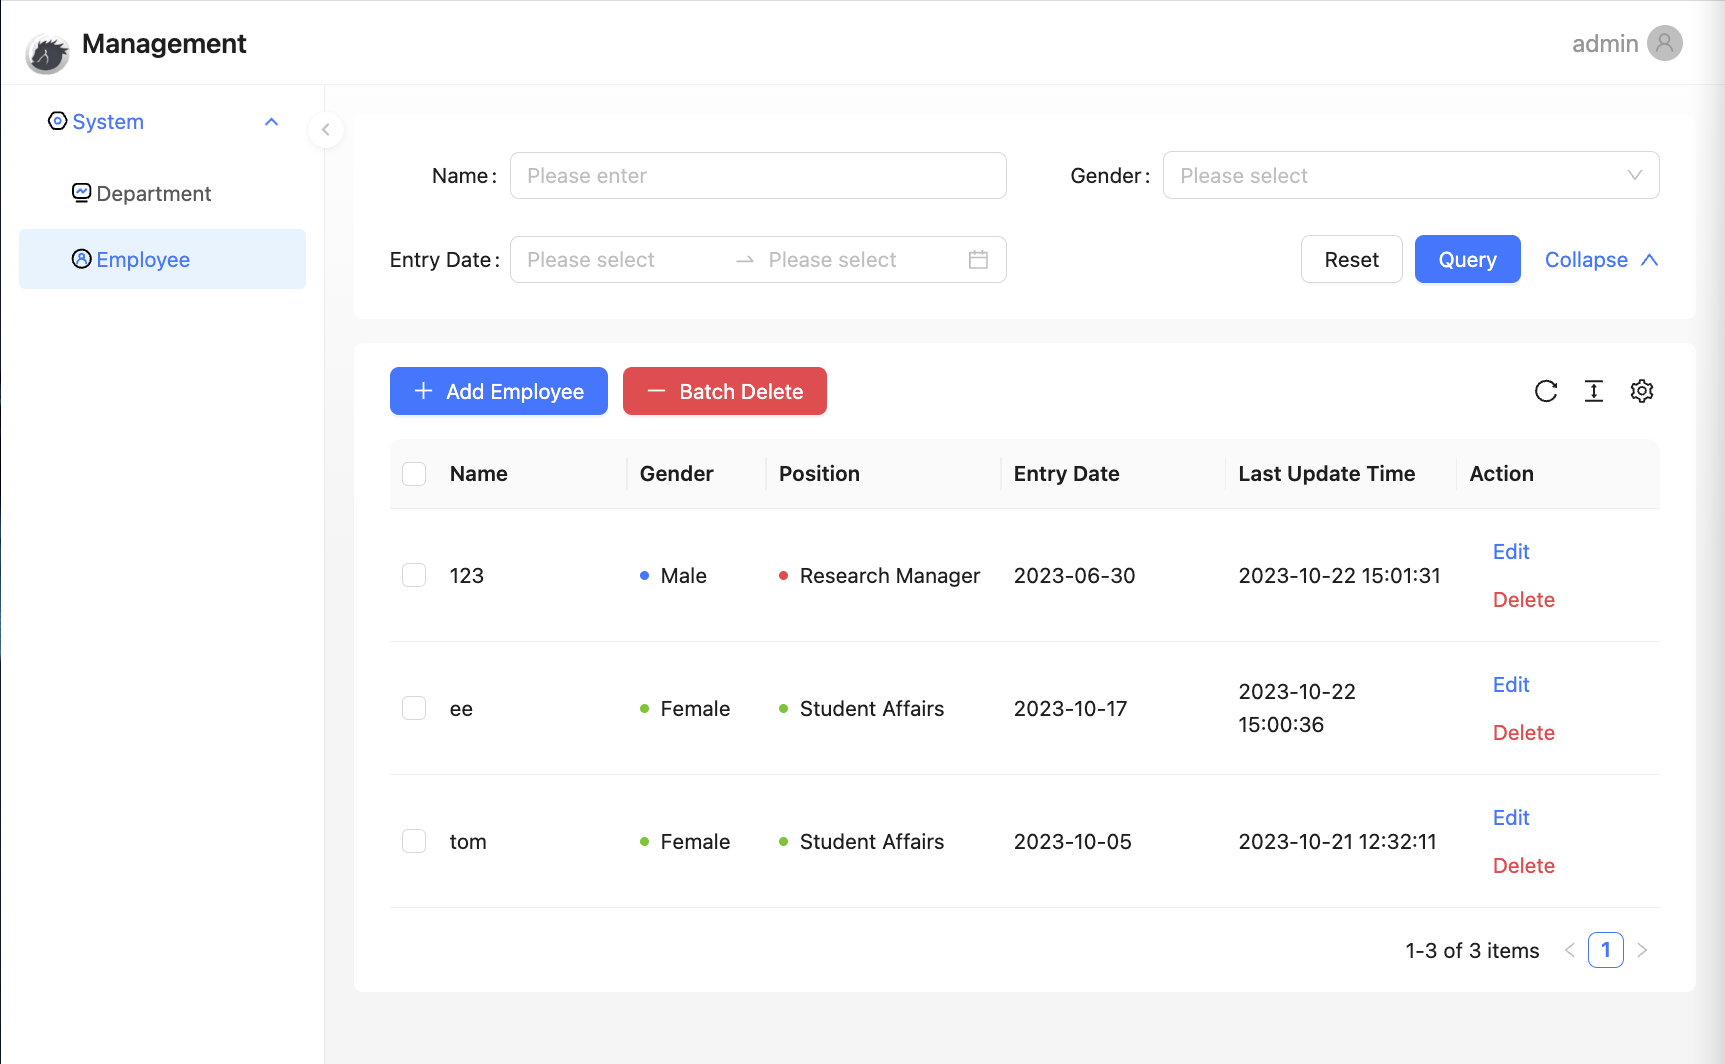 Management
admin
System
Department
Employee
Name: Please enter
Gender: Please select
Entry Date: Please select → Please select
Reset Query Collapse
+ Add Employee
— Batch Delete
Name Gender Position Entry Date Last Update Time Action
123 Male Research Manager 2023-06-30 2023-10-22 15:01:31 Edit
Delete
ee Female Student Affairs 2023-10-17 2023-10-22
15:00:36 Edit
Delete
tom Female Student Affairs 2023-10-05 2023-10-21 12:32:11 Edit
Delete
1-3 of 3 items < 1 >